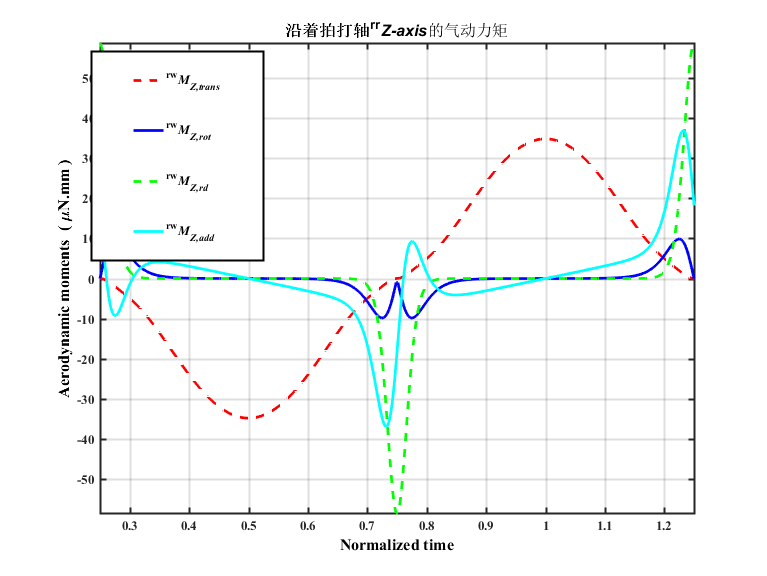 沿着拍打轴rrZ-axis的气动力矩
rwMZ,trans
rwMZ,rot
rwMZ,rd
rwMZ,add
Aerodynamic moments (μN.mm)
30
20
0
-10
-20
-30
-40
-50
0.3 0.4 0.5 0.6 0.7 0.8 0.9 1 1.1 1.2
Normalized time